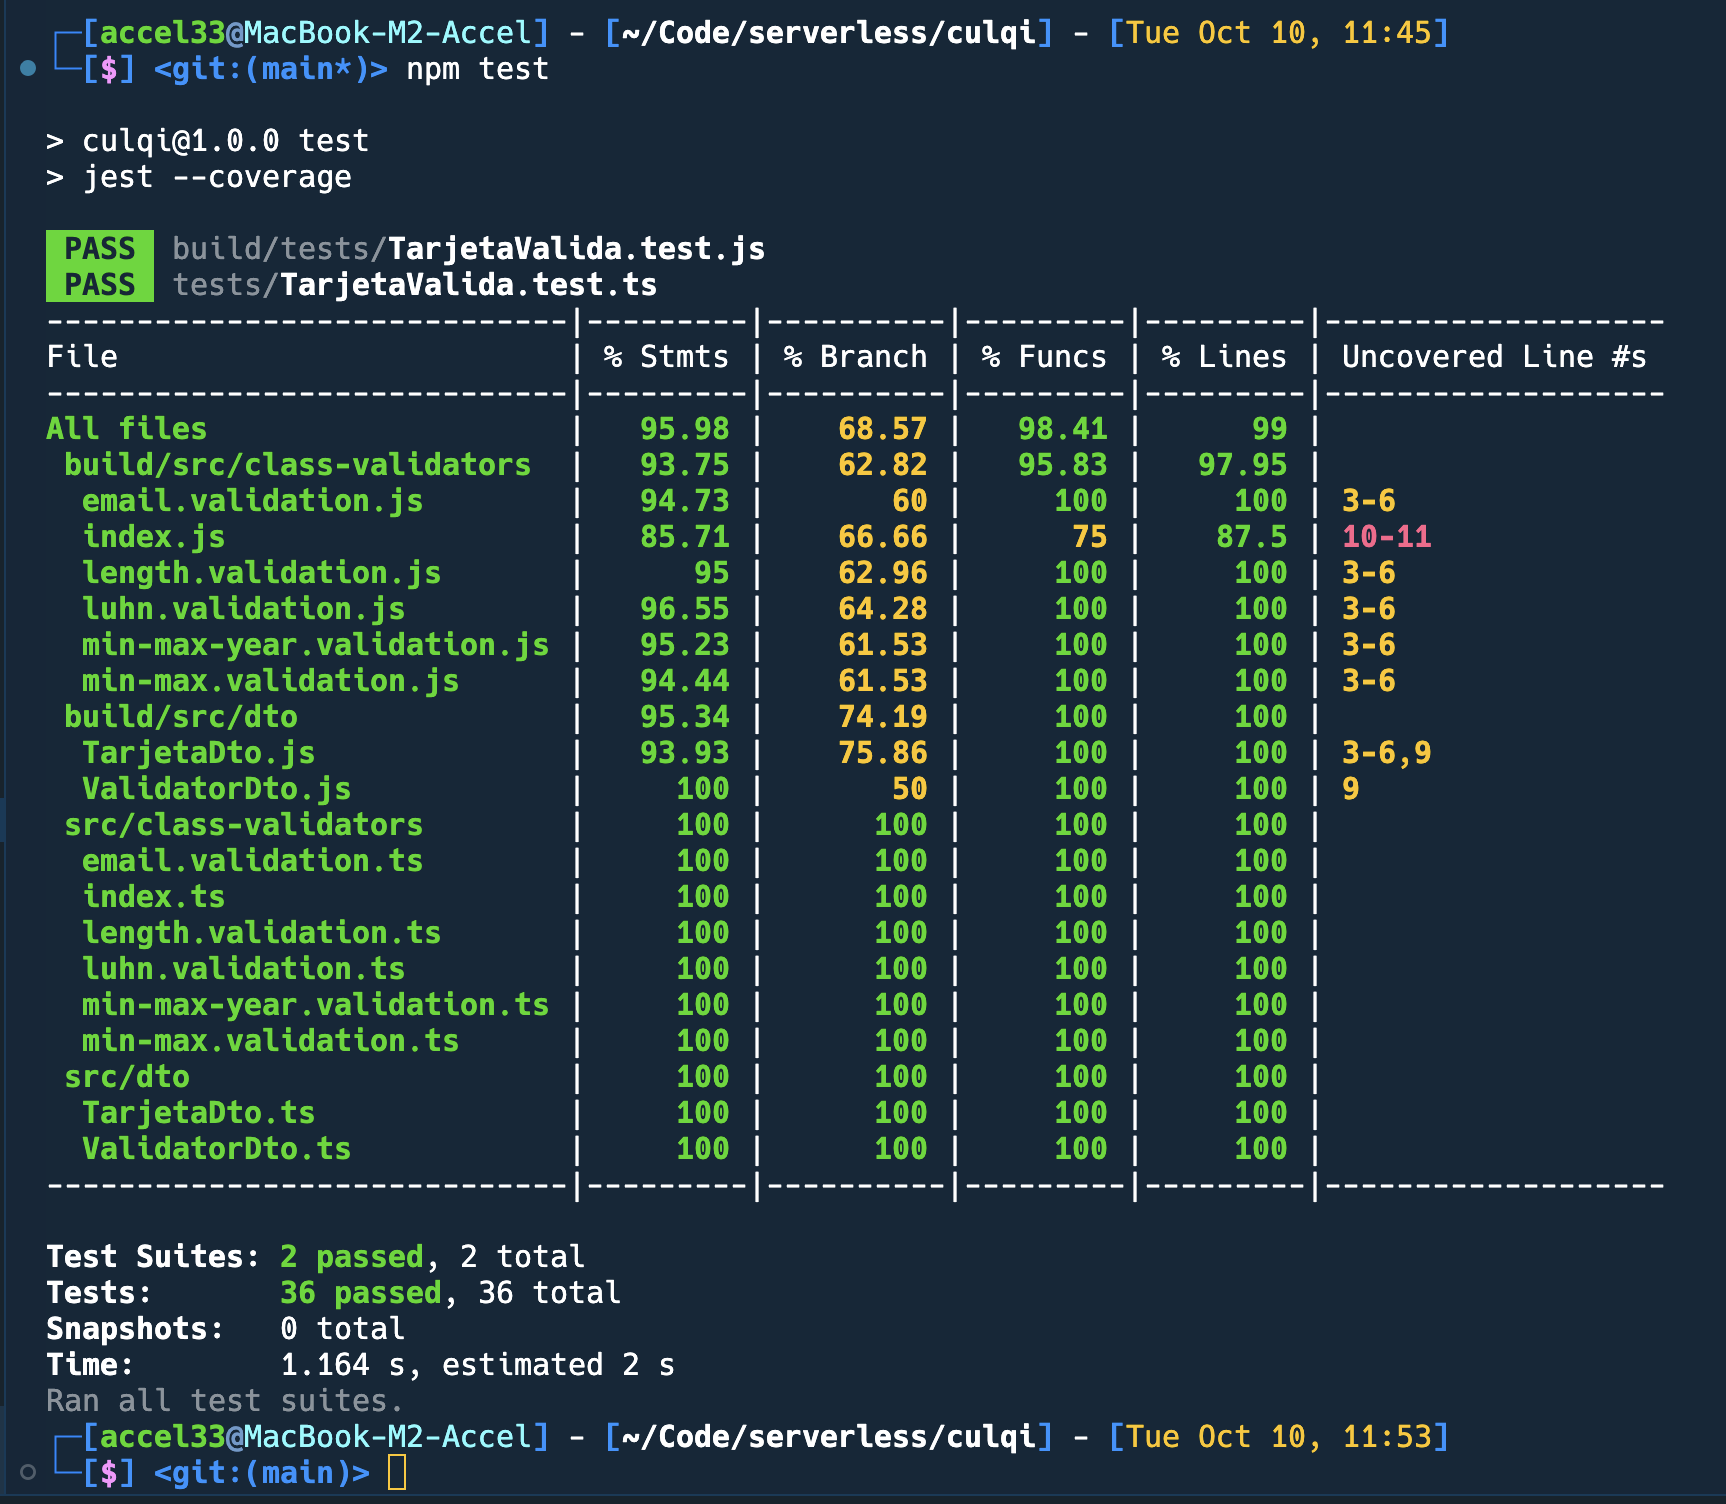 [accel33@MacBook-M2-Accel] - [~/Code/serverless/culqi] - [Tue Oct 10, 11:45]
[$] <git:(main*)> npm test
> culqi@1.0.0 test
> jest --coverage
PASS build/tests/TarjetaValida.test.js
PASS tests/TarjetaValida.test.ts
-----------------------------|---------|----------|---------|---------|-------------------
File | % Stmts | % Branch | % Funcs | % Lines | Uncovered Line #s
-----------------------------|---------|----------|---------|---------|-------------------
All files | 95.98 | 68.57 | 98.41 | 99 |
build/src/class-validators | 93.75 | 62.82 | 95.83 | 97.95 |
email.validation.js | 94.73 | 60 | 100 | 100 | 3-6
index.js | 85.71 | 66.66 | 75 | 87.5 | 10-11
length.validation.js | 95 | 62.96 | 100 | 100 | 3-6
luhn.validation.js | 96.55 | 64.28 | 100 | 100 | 3-6
min-max-year.validation.js | 95.23 | 61.53 | 100 | 100 | 3-6
min-max.validation.js | 94.44 | 61.53 | 100 | 100 | 3-6
build/src/dto | 95.34 | 74.19 | 100 | 100 |
TarjetaDto.js | 93.93 | 75.86 | 100 | 100 | 3-6,9
ValidatorDto.js | 100 | 50 | 100 | 100 | 9
src/class-validators | 100 | 100 | 100 | 100 |
email.validation.ts | 100 | 100 | 100 | 100 |
index.ts | 100 | 100 | 100 | 100 |
length.validation.ts | 100 | 100 | 100 | 100 |
luhn.validation.ts | 100 | 100 | 100 | 100 |
min-max-year.validation.ts | 100 | 100 | 100 | 100 |
min-max.validation.ts | 100 | 100 | 100 | 100 |
src/dto | 100 | 100 | 100 | 100 |
TarjetaDto.ts | 100 | 100 | 100 | 100 |
ValidatorDto.ts | 100 | 100 | 100 | 100 |
-----------------------------|---------|----------|---------|---------|-------------------
Test Suites: 2 passed, 2 total
Tests: 36 passed, 36 total
Snapshots: 0 total
Time: 1.164 s, estimated 2 s
Ran all test suites.
[accel33@MacBook-M2-Accel] - [~/Code/serverless/culqi] - [Tue Oct 10, 11:53]
[$] <git:(main)>